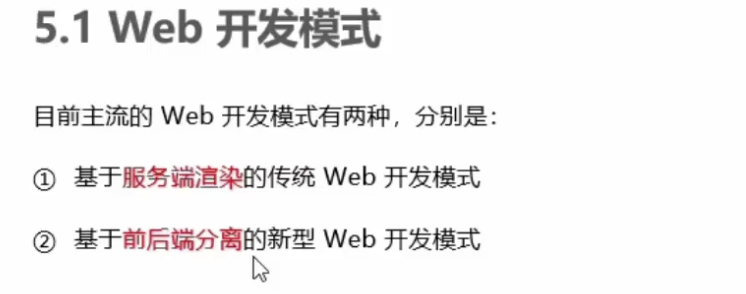 5.1 Web 开发模式
目前主流的 Web 开发模式有两种，分别是：
① 基于服务端渲染的传统 Web 开发模式
② 基于前后端分离的新型 Web 开发模式